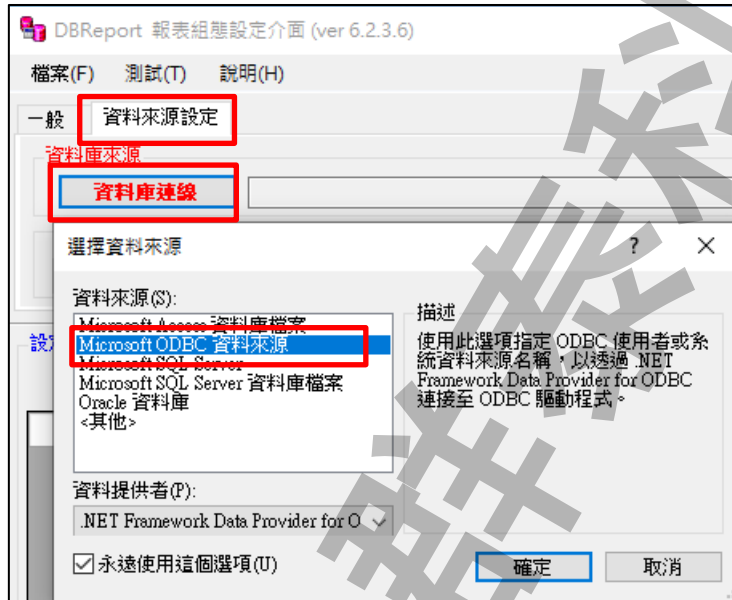 DBReport 報表組態設定介面 (ver 6.2.3.6)
檔案(F) 測試(T) 說明(H)
一般 資料來源設定
資料庫來源
資料庫連線
選擇資料來源 ? ×
資料來源(S):
Microsoft Access 資料庫檔案
Microsoft ODBC 資料來源
Microsoft SQL Server
Microsoft SQL Server 資料庫檔案
Oracle 資料庫
<其他>
描述
使用此選項指定 ODBC 使用者或系
統資料來源名稱，以透過 .NET
Framework Data Provider for ODBC
連接至 ODBC 驅動程式。
資料提供者(P):
.NET Framework Data Provider for O
永遠使用這個選項(U)
確定 取消